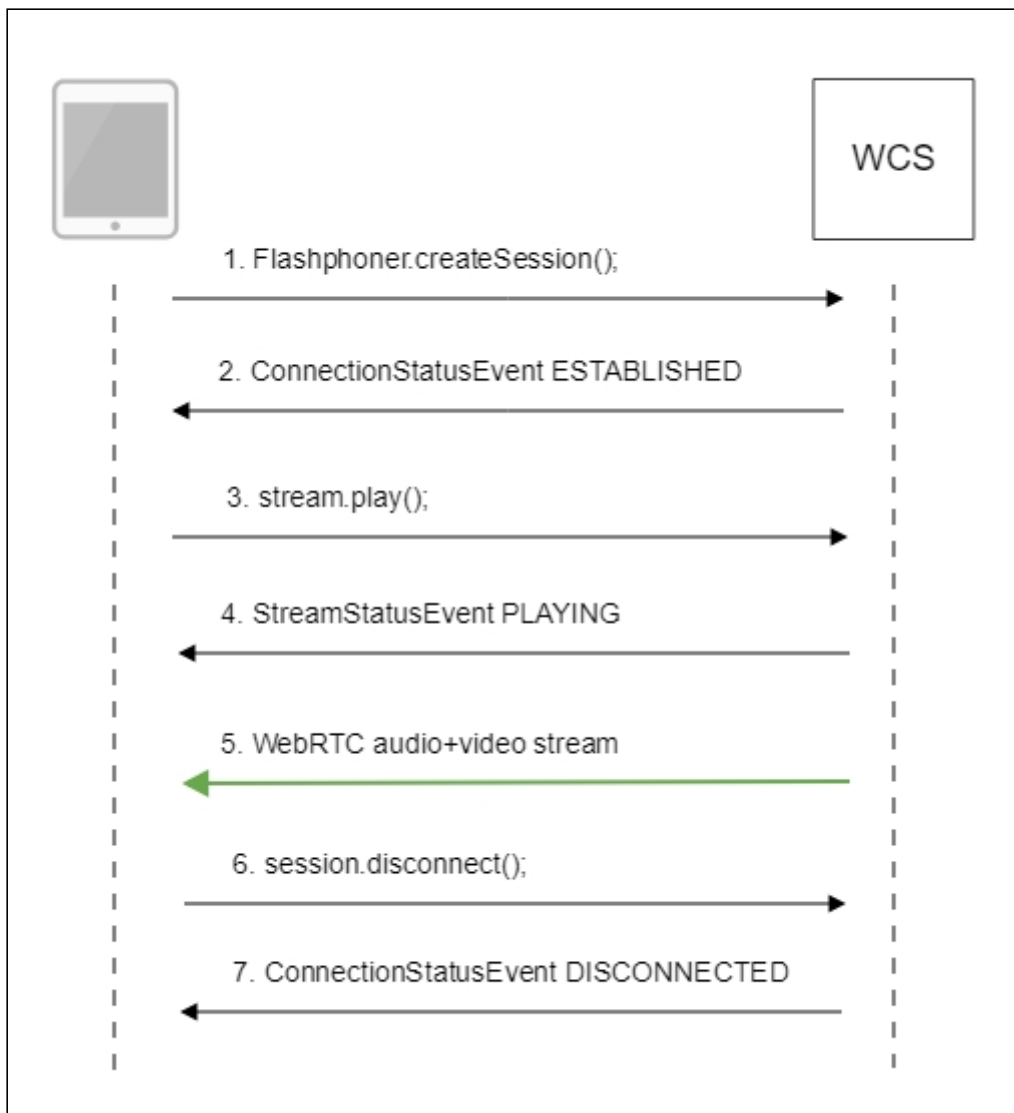 WCS
1. Flashphoner.createSession();
2. ConnectionStatusEvent ESTABLISHED
3. stream.play();
4. StreamStatusEvent PLAYING
5. WebRTC audio+video stream
6. session.disconnect();
7. ConnectionStatusEvent DISCONNECTED